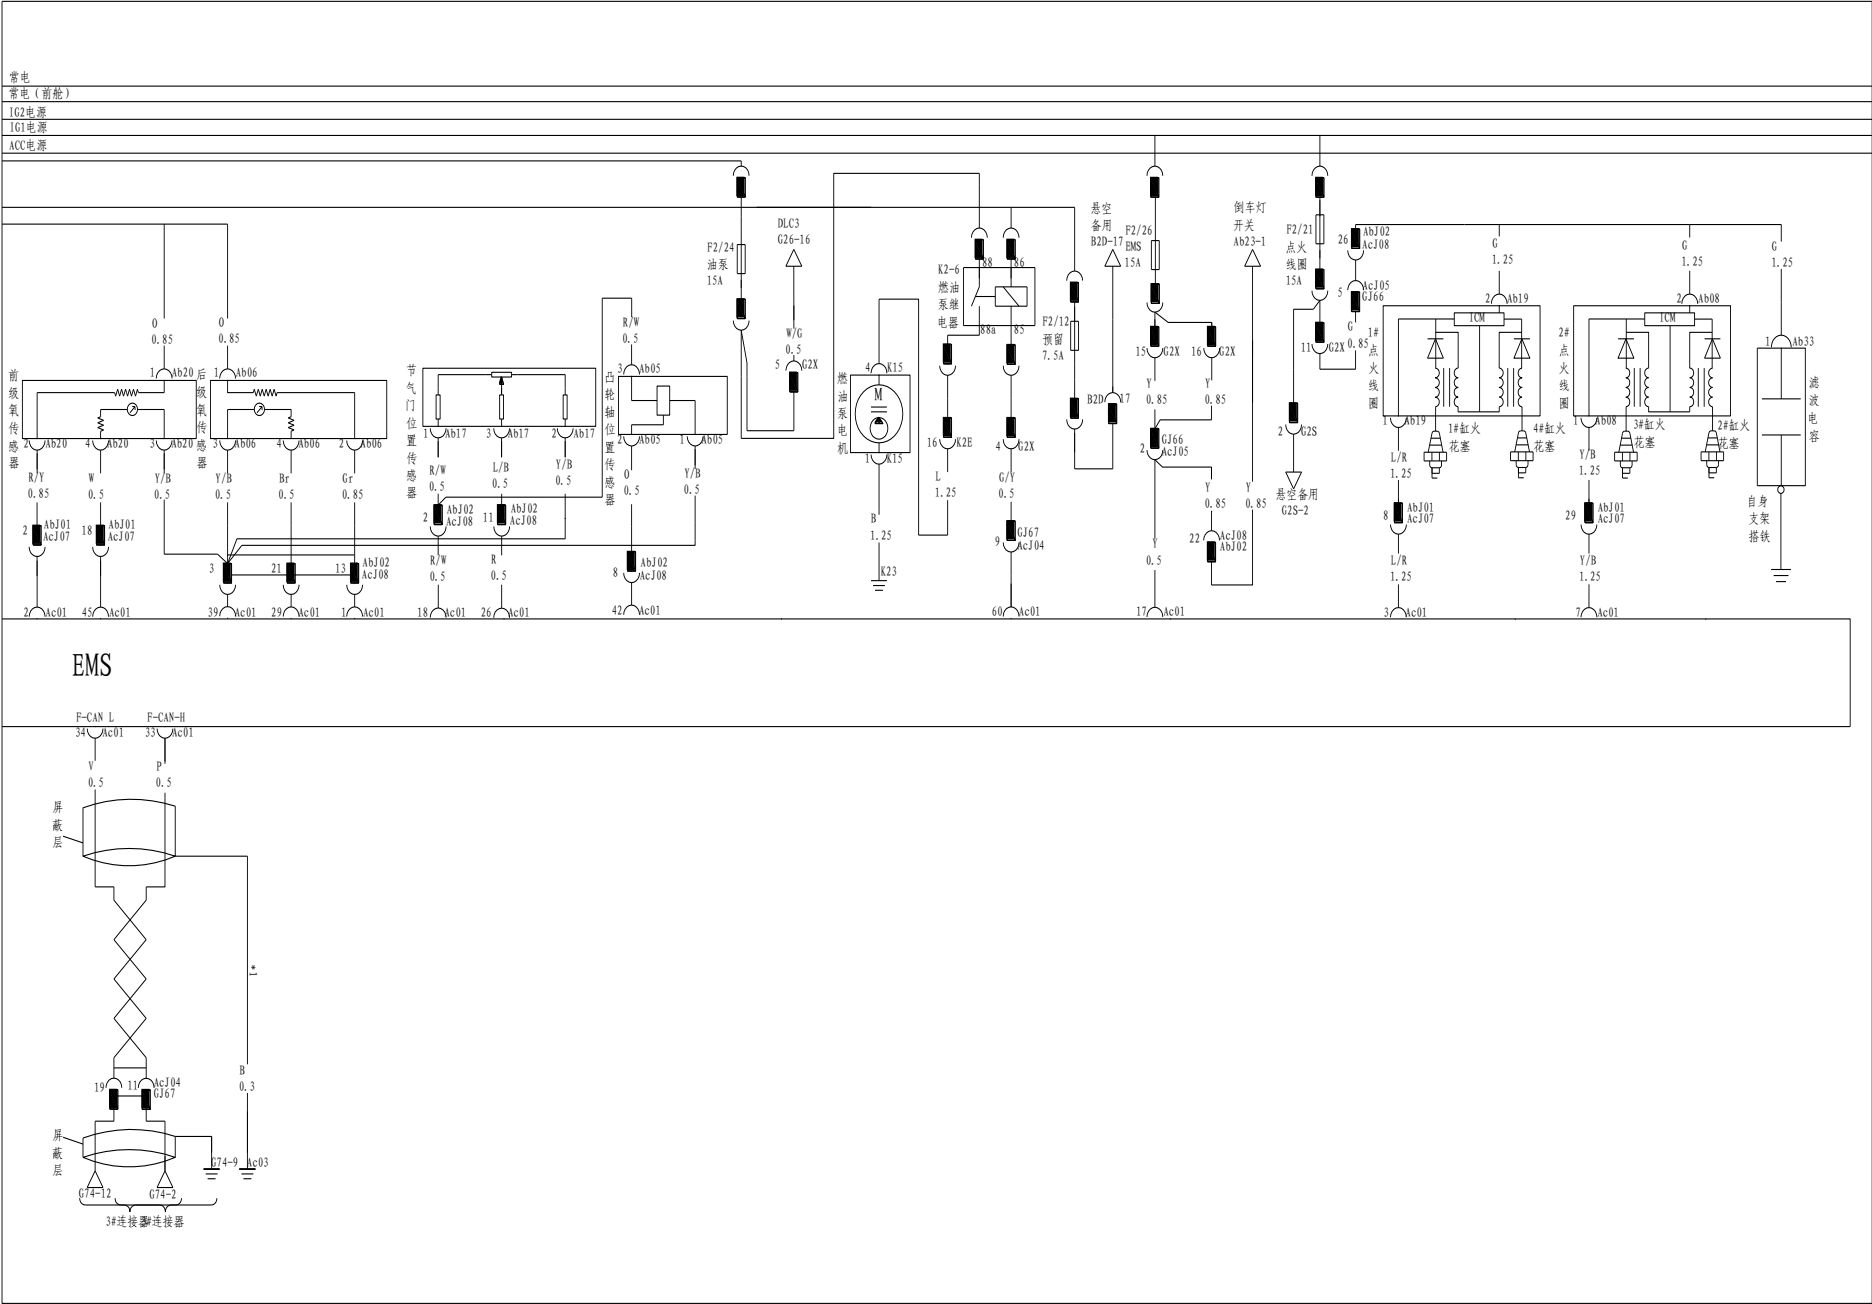 常电
常电(前舱)
IG2电源
IG1电源
ACC电源
F2/24
油泵
15A
DLC3
G26-16
W/G
0.5
5 G2X
K2-6
燃油
泵继
电器
88
86
88a
85
F2/12
预留
7.5A
悬空
备用
B2D-17
B2D 17
F2/26
EMS
15A
倒车灯
开关
Ab23-1
F2/21
点火
线圈
15A
26 AbJ02
AcJ08
5 AcJ05
GJ66
G
0.85
11 G2X
15 G2X
16 G2X
Y
0.85
Y
0.85
2 GJ66
AcJ05
Y
0.85
Y
0.85
22 AcJ08
AbJ02
Y
0.5
17 Ac01
2 G2S
悬空备用
G2S-2
G
1.25
G
1.25
G
1.25
2 Ab19
ICM
1#点火线圈
1 Ab19
1#缸火
花塞
4#缸火
花塞
L/R
1.25
8 AbJ01
AcJ07
L/R
1.25
3 Ac01
2 Ab08
ICM
2#点火线圈
1 Ab08
3#缸火
花塞
2#缸火
花塞
Y/B
1.25
29 AbJ01
AcJ07
Y/B
1.25
7 Ac01
1 Ab33
滤波电容
自身
支架
搭铁
O
0.85
O
0.85
前级氧传感器
1 Ab20
2 Ab20
4 Ab20
3 Ab20
后级氧传感器
1 Ab06
3 Ab06
4 Ab06
2 Ab06
R/Y
0.85
W
0.5
Y/B
0.5
Y/B
0.5
Br
0.5
Gr
0.85
2 AbJ01
AcJ07
18 AbJ01
AcJ07
3
21
13 AbJ02
AcJ08
2 Ac01
45 Ac01
39 Ac01
29 Ac01
1 Ac01
节气门位置传感器
1 Ab17
3 Ab17
2 Ab17
R/W
0.5
L/B
0.5
Y/B
0.5
2 AbJ02
AcJ08
11 AbJ02
AcJ08
R/W
0.5
R
0.5
18 Ac01
26 Ac01
R/W
0.5
凸轮轴位置传感器
3 Ab05
2 Ab05
1 Ab05
O
0.5
Y/B
0.5
8 AbJ02
AcJ08
42 Ac01
燃油泵电机
4 K15
M
1 K15
B
1.25
K23
16 K2E
L
1.25
4 G2X
G/Y
0.5
9 GJ67
AcJ04
60 Ac01
EMS
F-CAN L
34 Ac01
F-CAN-H
33 Ac01
V
0.5
P
0.5
屏蔽层
*1
B
0.3
19
11 AcJ04
GJ67
屏蔽层
G74-9
Ac03
G74-12
G74-2
3#连接器
#连接器